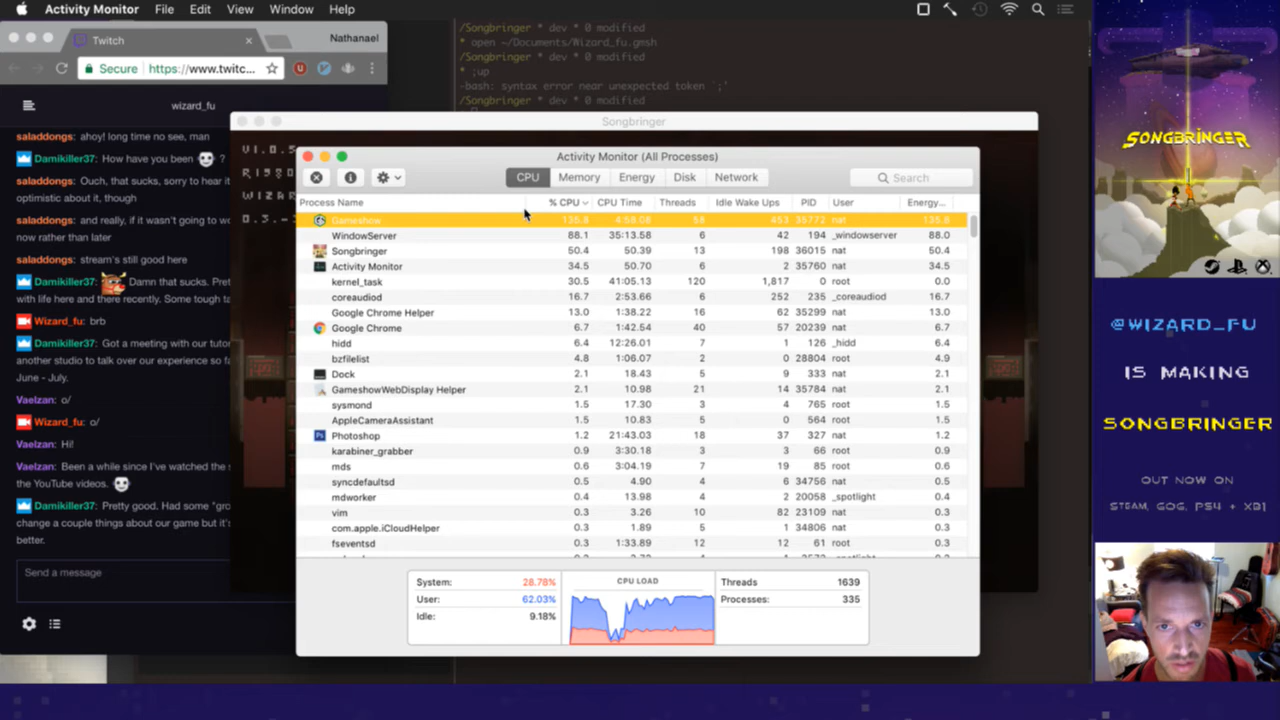 Activity Monitor File Edit View Window Help
Twitch
Nathanael
Secure https://www.twitc...
wizard_fu
saladdongs: ahoy! long time no see, man
Damikiller37: How have you been ?
saladdongs: Ouch, that sucks, sorry to hear it
optimistic about it, though
saladdongs: and really, if it wasn't going to wo
now rather than later
saladdongs: stream's still good here
Damikiller37: Damn that sucks. Pret
with life here and there recently. Some tough ta
Wizard_fu: brb
Damikiller37: Got a meeting with our tutor
another studio to talk over our experience so fa
June - July.
Vaelzan: o/
Wizard_fu: o/
Vaelzan: Hi!
Vaelzan: Been a while since I've watched the s
the YouTube videos.
Damikiller37: Pretty good. Had some "gro
change a couple things about our game but it's
better.
Send a message
/Songbringer * dev * 0 modified
* open ~/Documents/Wizard_fu.gmsh
/Songbringer * dev * 0 modified
* ;up
-bash: syntax error near unexpected token `;'
/Songbringer * dev * 0 modified
Songbringer
Activity Monitor (All Processes)
CPU Memory Energy Disk Network
Search
Process Name % CPU CPU Time Threads Idle Wake Ups PID User Energy...
Gameshow 135.8 4:58.08 58 453 35772 nat 135.8
WindowServer 88.1 35:13.58 6 42 194 _windowserver 88.0
Songbringer 50.4 50.39 13 198 36015 nat 50.4
Activity Monitor 34.5 50.70 6 2 35760 nat 34.5
kernel_task 30.5 41:05.13 120 1,817 0 root 0.0
coreaudiod 16.7 2:53.66 6 252 235 _coreaudiod 16.7
Google Chrome Helper 13.0 1:38.22 16 62 35299 nat 13.0
Google Chrome 6.7 1:42.54 40 57 20239 nat 6.7
hidd 6.4 12:26.01 7 1 126 _hidd 6.4
bzfilelist 4.8 1:06.07 2 0 28804 root 4.9
Dock 2.1 18.43 5 9 333 nat 2.1
GameshowWebDisplay Helper 2.1 10.98 21 14 35784 nat 2.1
sysmond 1.5 17.30 3 4 765 root 1.5
AppleCameraAssistant 1.5 10.83 5 0 564 root 1.5
Photoshop 1.2 21:43.03 18 37 327 nat 1.2
karabiner_grabber 0.9 3:30.18 3 3 66 root 0.9
mds 0.6 3:04.19 7 19 85 root 0.6
syncdefaultsd 0.5 4.90 4 6 34756 nat 0.5
mdworker 0.4 13.98 4 2 20058 _spotlight 0.4
vim 0.3 3.26 10 82 23109 nat 0.3
com.apple.iCloudHelper 0.3 1.89 5 1 34806 nat 0.3
fseventsd 0.3 1:33.89 12 12 61 root 0.3
System: 28.78%
User: 62.03%
Idle: 9.18%
CPU LOAD
Threads 1639
Processes: 335
SONGBRINGER
@WIZARD_FU
IS MAKING
SONGBRINGER
OUT NOW ON
STEAM, GOG, PS4 + XB1